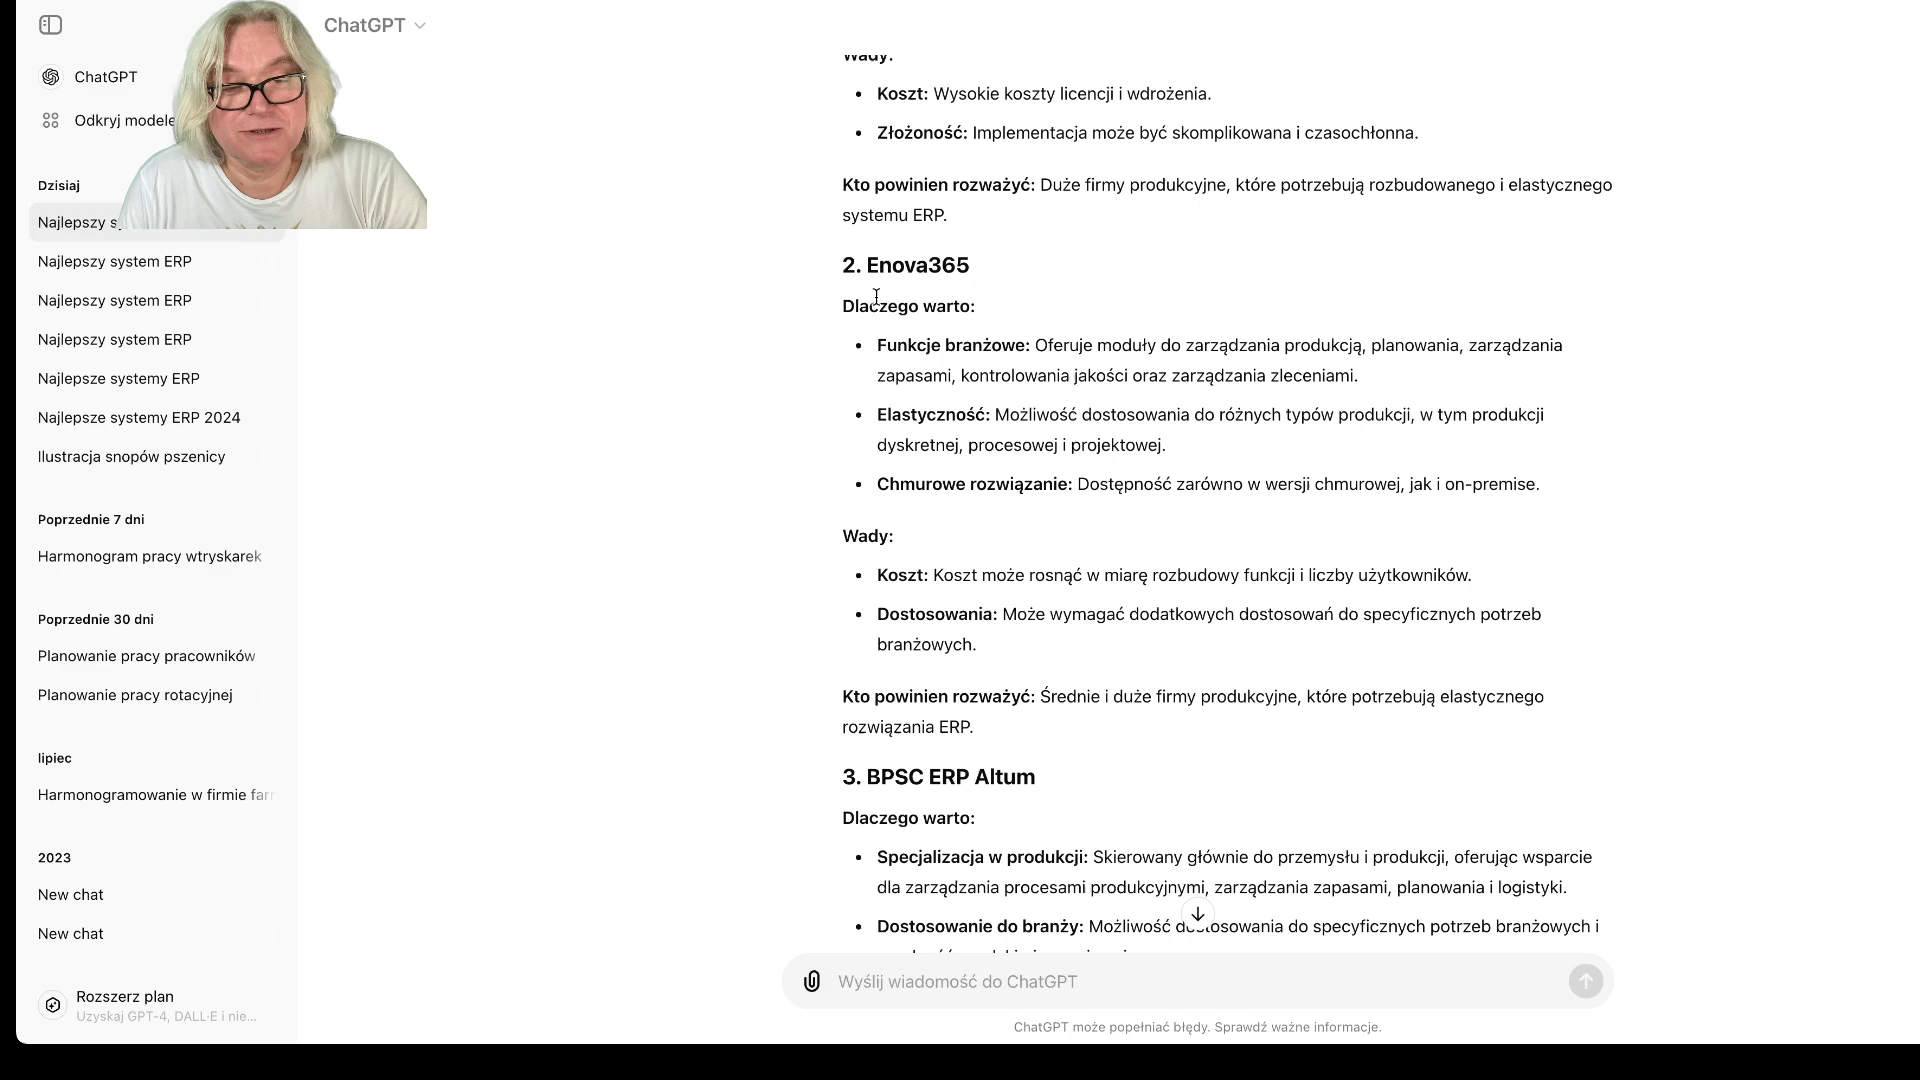 ChatGPT
ChatGPT
Odkryj modele
Dzisiaj
Najlepszy
Najlepszy system ERP
Najlepszy system ERP
Najlepszy system ERP
Najlepsze systemy ERP
Najlepsze systemy ERP 2024
Ilustracja snopów pszenicy
Poprzednie 7 dni
Harmonogram pracy wtryskarek
Poprzednie 30 dni
Planowanie pracy pracowników
Planowanie pracy rotacyjnej
lipiec
Harmonogramowanie w firmie
2023
New chat
New chat
Rozszerz plan
Uzyskaj GPT-4, DALL·E i nie...
Wady:
• Koszt: Wysokie koszty licencji i wdrożenia.
• Złożoność: Implementacja może być skomplikowana i czasochłonna.
Kto powinien rozważyć: Duże firmy produkcyjne, które potrzebują rozbudowanego i elastycznego
systemu ERP.
2. Enova365
Dlaczego warto:
• Funkcje branżowe: Oferuje moduły do zarządzania produkcją, planowania, zarządzania
zapasami, kontrolowania jakości oraz zarządzania zleceniami.
• Elastyczność: Możliwość dostosowania do różnych typów produkcji, w tym produkcji
dyskretnej, procesowej i projektowej.
• Chmurowe rozwiązanie: Dostępność zarówno w wersji chmurowej, jak i on-premise.
Wady:
• Koszt: Koszt może rosnąć w miarę rozbudowy funkcji i liczby użytkowników.
• Dostosowania: Może wymagać dodatkowych dostosowań do specyficznych potrzeb
branżowych.
Kto powinien rozważyć: Średnie i duże firmy produkcyjne, które potrzebują elastycznego
rozwiązania ERP.
3. BPSC ERP Altum
Dlaczego warto:
• Specjalizacja w produkcji: Skierowany głównie do przemysłu i produkcji, oferując wsparcie
dla zarządzania procesami produkcyjnymi, zarządzania zapasami, planowania i logistyki.
• Dostosowanie do branży: Możliwość dostosowania do specyficznych potrzeb branżowych i
Wyślij wiadomość do ChatGPT
ChatGPT może popełniać błędy. Sprawdź ważne informacje.